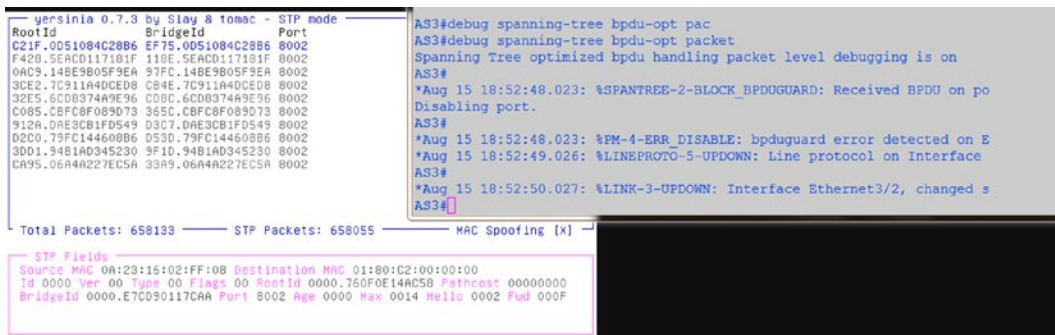 yersinia 0.7.3 by Slay & tomac - STP mode
RootId BridgeId Port
C21F.0D51084C28B6 EF75.0D51084C28B6 8002
F428.5EACD117181F 118E.5EACD117181F 8002
0AC9.14BE9B05F9EA 97FC.14BE9B05F9EA 8002
3CE2.7C911A4DCED8 CB4E.7C911A4DCED8 8002
32E5.6CD8374A9E96 CD8C.6CD8374A9E96 8002
C085.CBFC8F089D73 365C.CBFC8F089D73 8002
912A.DAE3CB1FD549 D3C7.DAE3CB1FD549 8002
D2C0.79FC144608B6 D53D.79FC144608B6 8002
3DD1.94B1AD345230 9F1D.94B1AD345230 8002
CA95.06A4A227EC5A 33A9.06A4A227EC5A 8002
Total Packets: 658133 STP Packets: 658055 MAC Spoofing [X]
STP Fields
Source MAC 0A:23:16:02:FF:08 Destination MAC 01:80:C2:00:00:00
Id 0000 Ver 00 Type 00 Flags 00 RootId 0000.760F0E14AC58 Pathcost 00000000
BridgeId 0000.E7CD90117CAA Port 8002 Age 0000 Max 0014 Hello 0002 Fwd 000F
AS3#debug spanning-tree bpdu-opt pac
AS3#debug spanning-tree bpdu-opt packet
Spanning Tree optimized bpdu handling packet level debugging is on
AS3#
*Aug 15 18:52:48.023: %SPANTREE-2-BLOCK_BPDUGUARD: Received BPDU on po
Disabling port.
AS3#
*Aug 15 18:52:48.023: %PM-4-ERR_DISABLE: bpduguard error detected on E
*Aug 15 18:52:49.026: %LINEPROTO-5-UPDOWN: Line protocol on Interface
AS3#
*Aug 15 18:52:50.027: %LINK-3-UPDOWN: Interface Ethernet3/2, changed s
AS3#